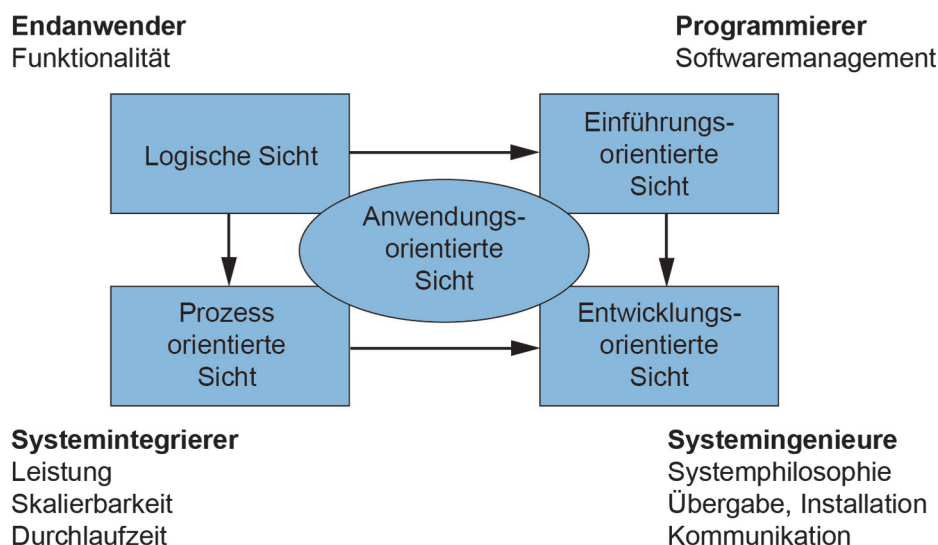 Endanwender
Funktionalität
Programmierer
Softwaremanagement
Logische Sicht
Einführungs-
orientierte
Sicht
Anwendungs-
orientierte
Sicht
Prozess
orientierte
Sicht
Entwicklungs-
orientierte
Sicht
Systemintegrierer
Leistung
Skalierbarkeit
Durchlaufzeit
Systemingenieure
Systemphilosophie
Übergabe, Installation
Kommunikation